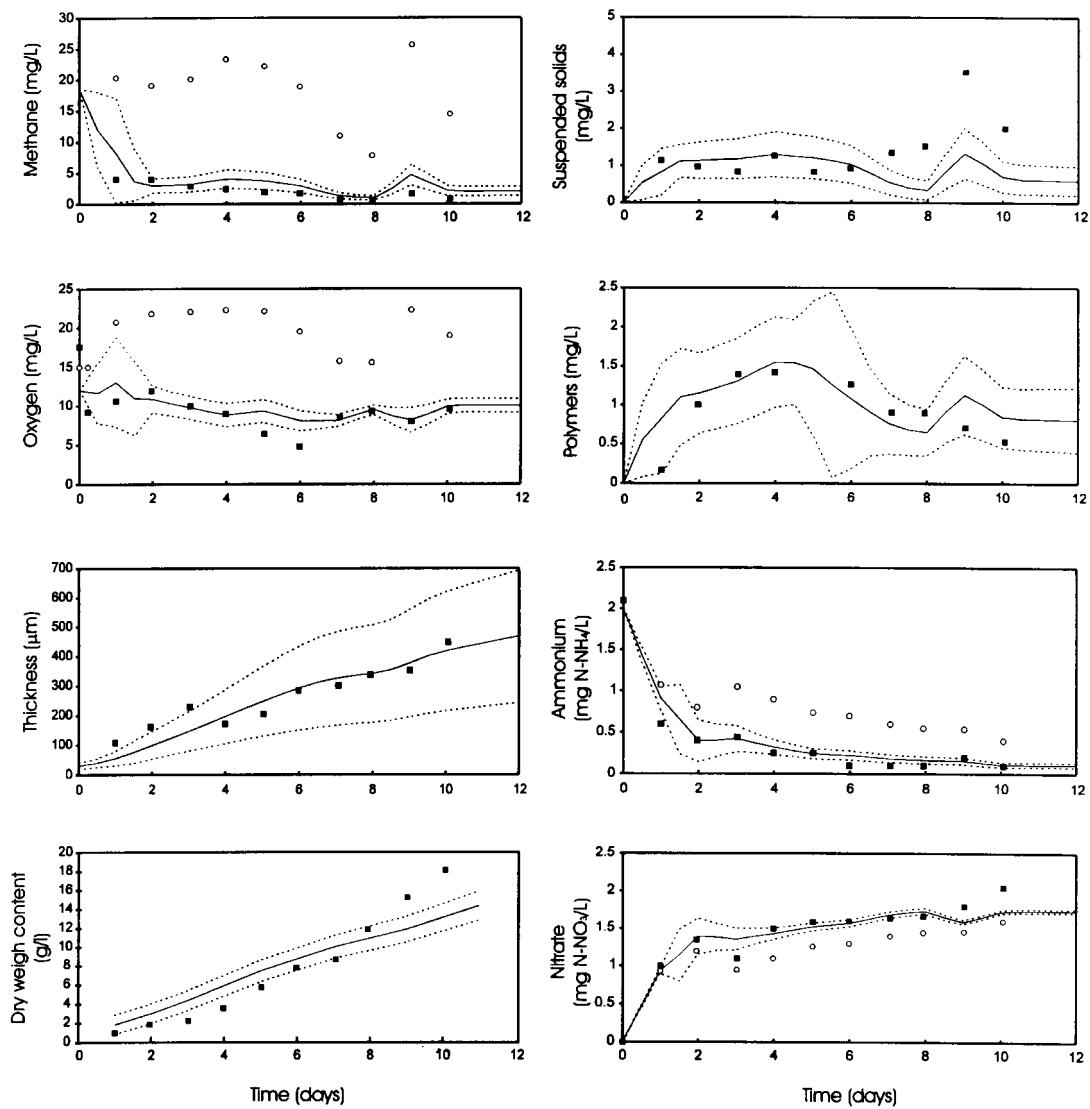 Methane (mg/L)
30
25
20
15
10
5
0
0 2 4 6 8 10 12
Suspended solids
(mg/L)
5
4
3
2
1
0
0 2 4 6 8 10 12
Oxygen (mg/L)
25
20
15
10
5
0
0 2 4 6 8 10 12
Polymers (mg/L)
2.5
2
1.5
1
0.5
0
0 2 4 6 8 10 12
Thickness (µm)
700
600
500
400
300
200
100
0
0 2 4 6 8 10 12
Ammonium
(mg N-NH₄/L)
2.5
2
1.5
1
0.5
0
0 2 4 6 8 10 12
Dry weigh content
(g/l)
20
18
16
14
12
10
8
6
4
2
0
0 2 4 6 8 10 12
Time (days)
Nitrate
(mg N-NO₃/L)
2.5
2
1.5
1
0.5
0
0 2 4 6 8 10 12
Time (days)